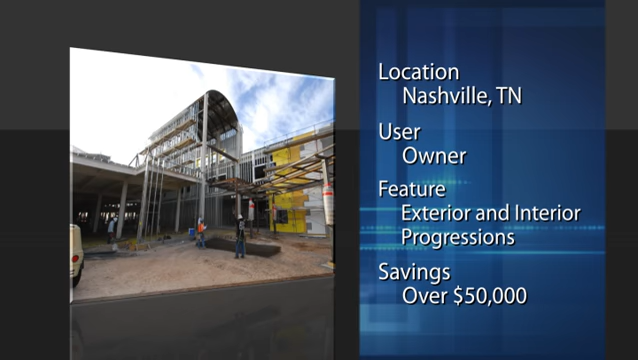 Location
Nashville, TN
User
Owner
Feature
Exterior and Interior
Progressions
Savings
Over $50,000